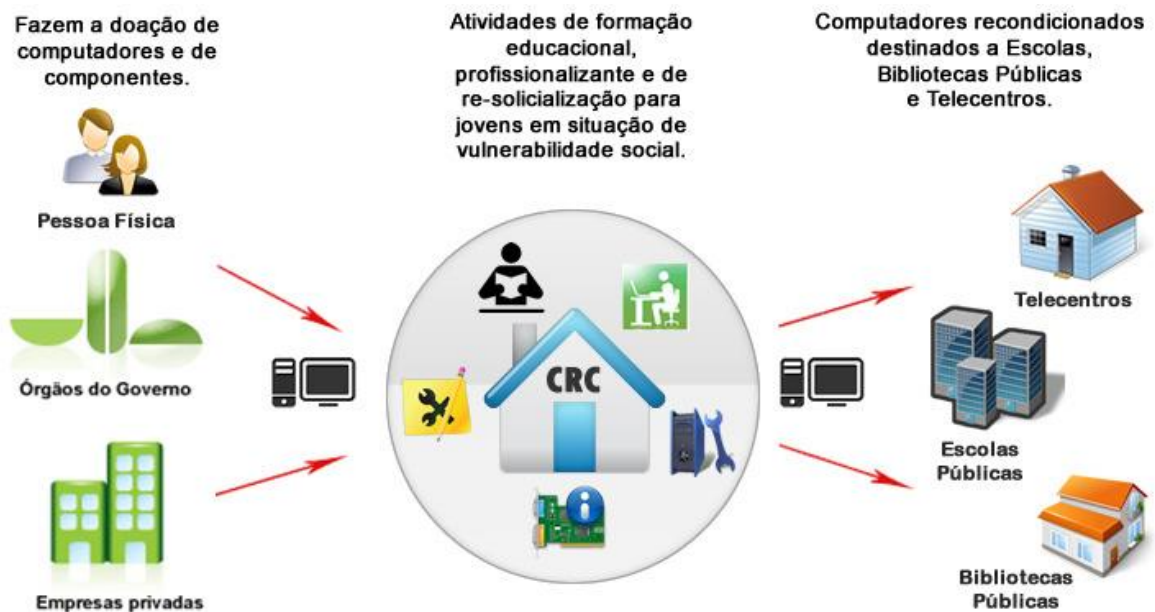 Fazem a doação de
computadores e de
componentes.
Pessoa Física
Órgãos do Governo
Empresas privadas
Atividades de formação
educacional,
profissionalizante e de
re-solicialização para
jovens em situação de
vulnerabilidade social.
CRC
Computadores recondicionados
destinados a Escolas,
Bibliotecas Públicas
e Telecentros.
Telecentros
Escolas
Públicas
Bibliotecas
Públicas